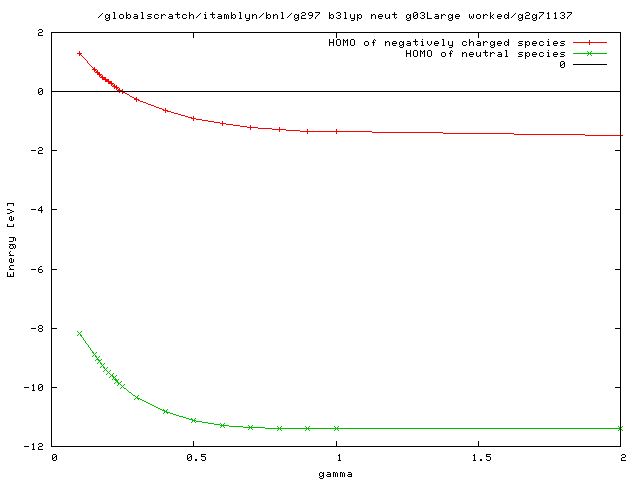 /globalscratch/itamblyn/bnl/g297 b3lyp neut g03Large worked/g2g71137
HOMO of negatively charged species
HOMO of neutral species
0
2
0
-2
-4
-6
-8
-10
-12
Energy [eV]
0 0.5 1 1.5 2
gamma